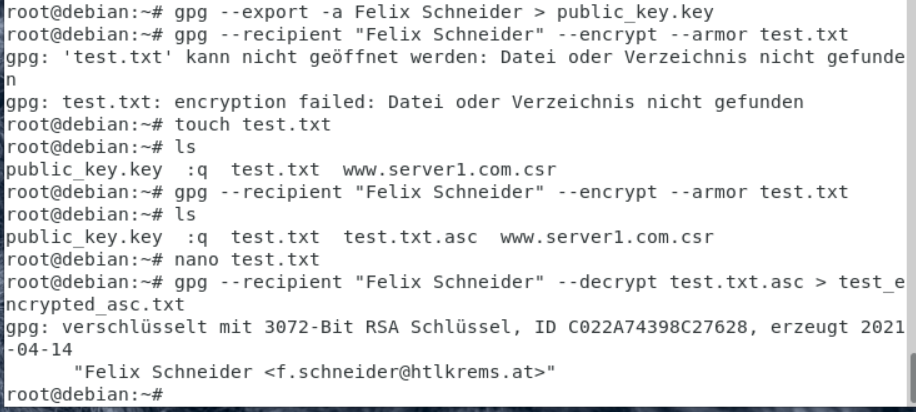 root@debian:~# gpg --export -a Felix Schneider > public_key.key
root@debian:~# gpg --recipient "Felix Schneider" --encrypt --armor test.txt
gpg: 'test.txt' kann nicht geöffnet werden: Datei oder Verzeichnis nicht gefunde
n
gpg: test.txt: encryption failed: Datei oder Verzeichnis nicht gefunden
root@debian:~# touch test.txt
root@debian:~# ls
public_key.key  :q  test.txt  www.server1.com.csr
root@debian:~# gpg --recipient "Felix Schneider" --encrypt --armor test.txt
root@debian:~# ls
public_key.key  :q  test.txt  test.txt.asc  www.server1.com.csr
root@debian:~# nano test.txt
root@debian:~# gpg --recipient "Felix Schneider" --decrypt test.txt.asc > test_e
ncrypted_asc.txt
gpg: verschlüsselt mit 3072-Bit RSA Schlüssel, ID C022A74398C27628, erzeugt 2021
-04-14
      "Felix Schneider <f.schneider@htlkrems.at>"
root@debian:~#